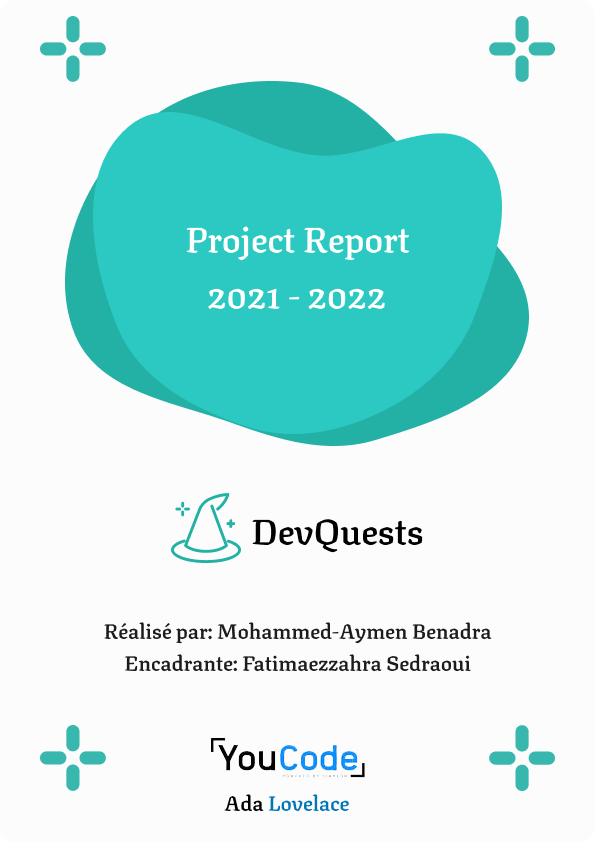 Project Report
2021 - 2022
DevQuests
Réalisé par: Mohammed-Aymen Benadra
Encadrante: Fatimaezzahra Sedraoui
YouCode
Ada Lovelace